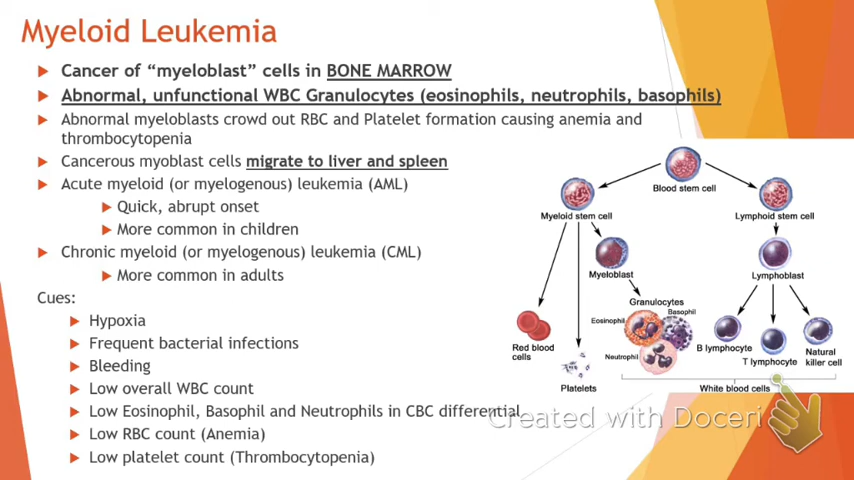 Myeloid Leukemia
Cancer of “myeloblast” cells in BONE MARROW
Abnormal, unfunctional WBC Granulocytes (eosinophils, neutrophils, basophils)
Abnormal myeloblasts crowd out RBC and Platelet formation causing anemia and
thrombocytopenia
Cancerous myoblast cells migrate to liver and spleen
Acute myeloid (or myelogenous) leukemia (AML)
Quick, abrupt onset
More common in children
Chronic myeloid (or myelogenous) leukemia (CML)
More common in adults
Cues:
Hypoxia
Frequent bacterial infections
Bleeding
Low overall WBC count
Low Eosinophil, Basophil and Neutrophils in CBC differential
Low RBC count (Anemia)
Low platelet count (Thrombocytopenia)
Blood stem cell
Myeloid stem cell
Lymphoid stem cell
Myeloblast
Lymphoblast
Granulocytes
Eosinophil
Basophil
Neutrophil
Red blood
cells
Platelets
B lymphocyte
T lymphocyte
Natural
killer cell
White blood cells
Created with Doceri